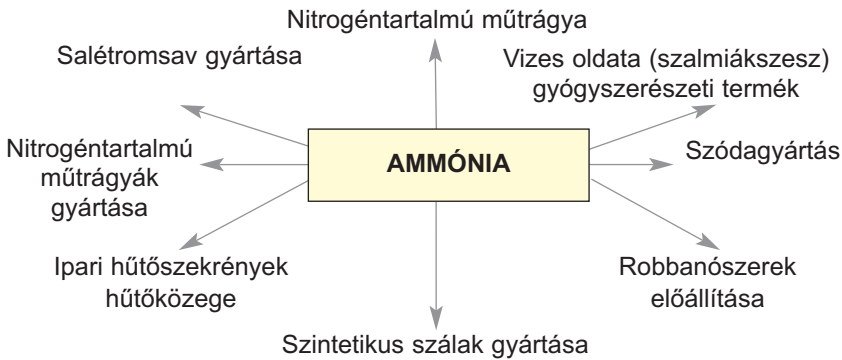 Nitrogéntartalmú műtrágya
Salétromsav gyártása
Vizes oldata (szalmiákszesz)
gyógyszerészeti termék
Nitrogéntartalmú
műtrágyák
gyártása
AMMÓNIA
Szódagyártás
Ipari hűtőszekrények
hűtőközege
Robbanószerek
előállítása
Szintetikus szálak gyártása